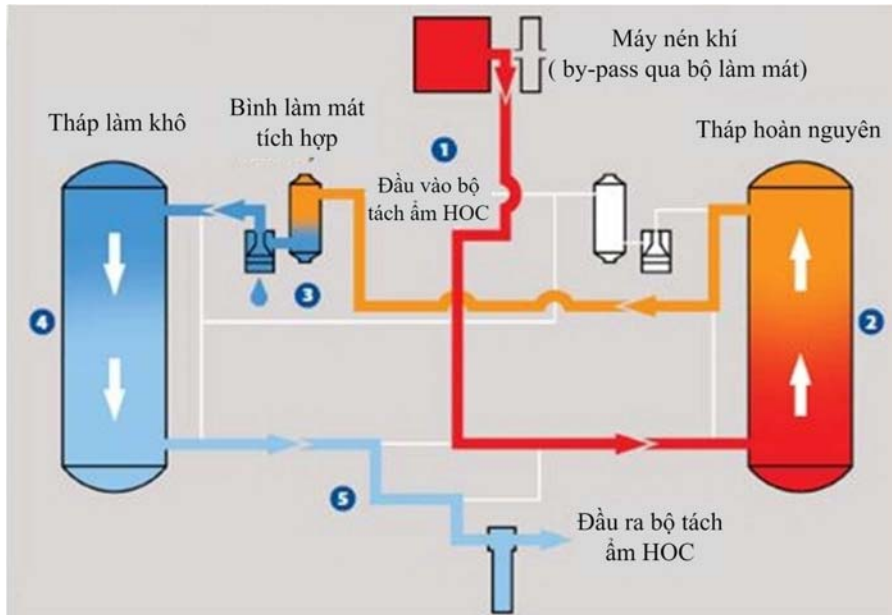 Máy nén khí
( by-pass qua bộ làm mát)
Tháp làm khô
Bình làm mát
tích hợp
Tháp hoàn nguyên
1
Đầu vào bộ
tách ẩm HOC
3
4
2
5
Đầu ra bộ tách
ẩm HOC